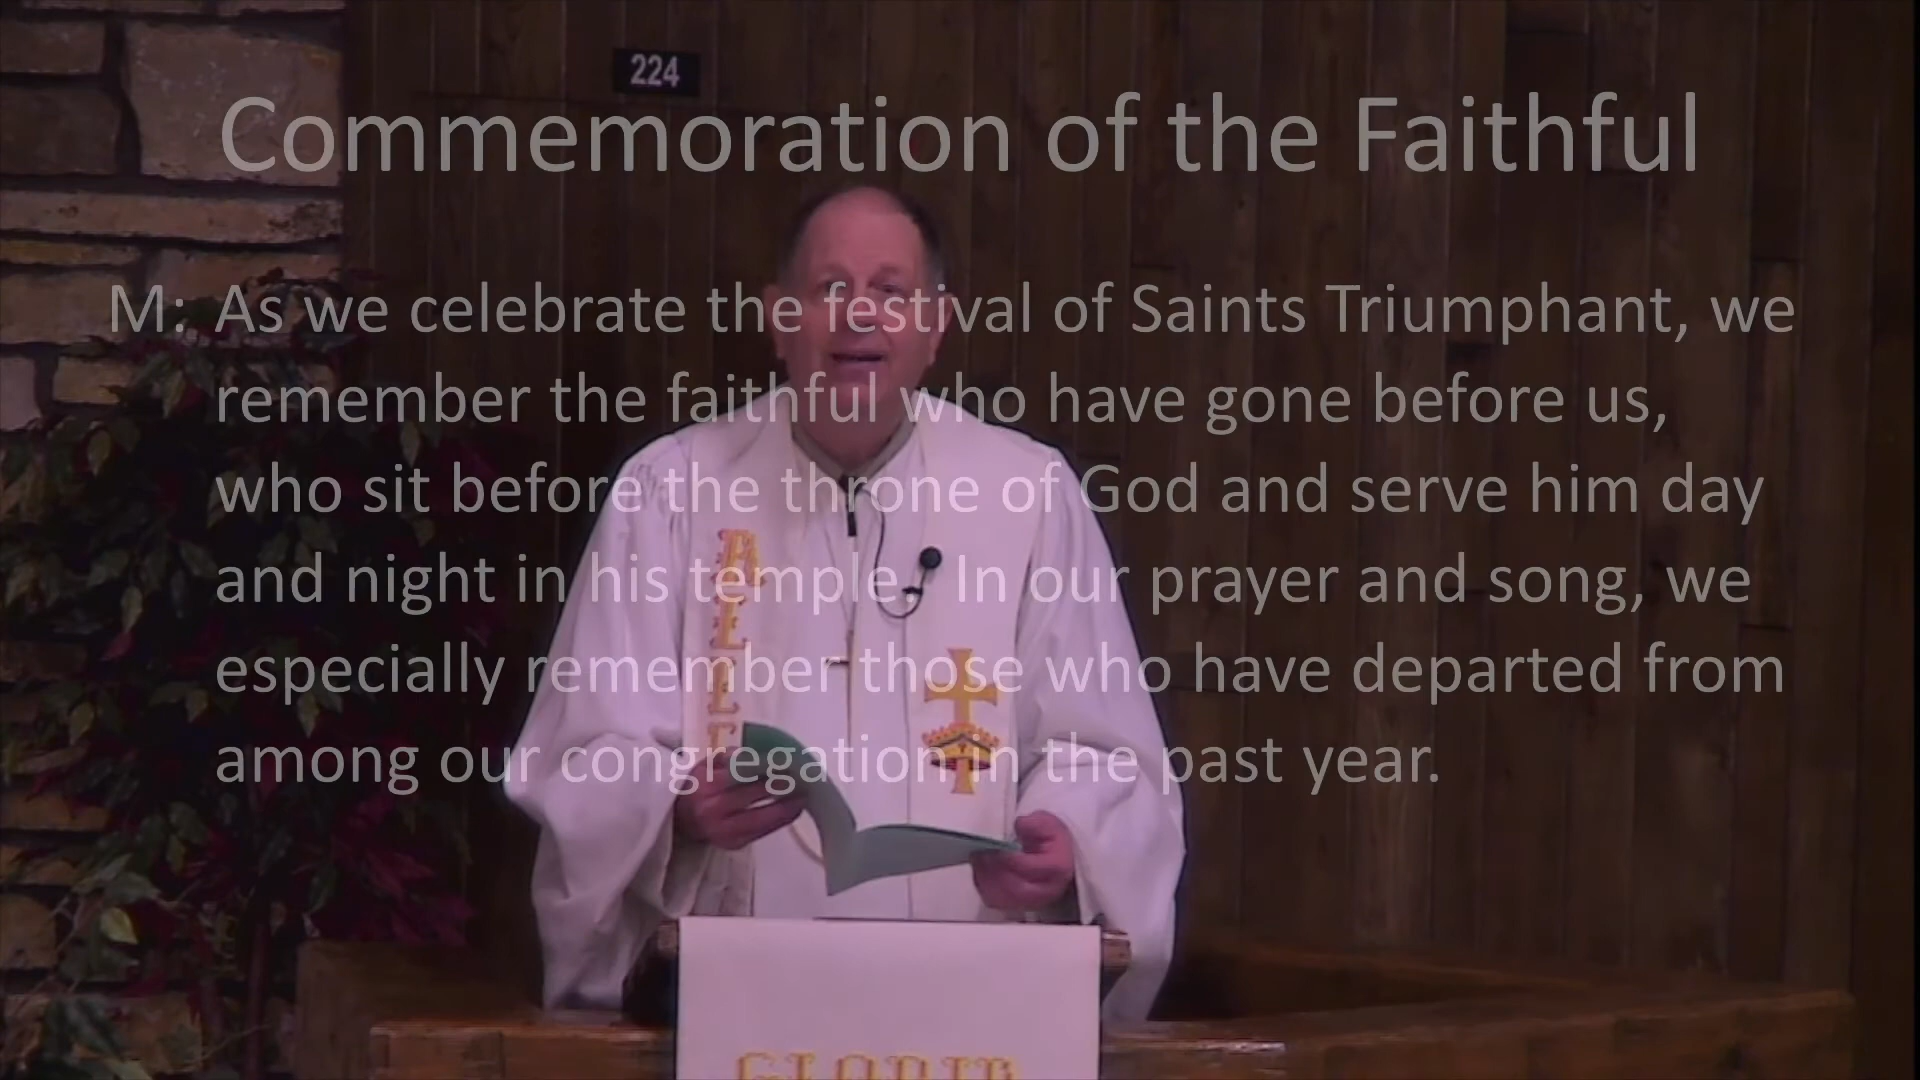 224
Commemoration of the Faithful
M: As we celebrate the festival of Saints Triumphant, we
remember the faithful who have gone before us,
who sit before the throne of God and serve him day
and night in his temple. In our prayer and song, we
especially remember those who have departed from
among our congregation in the past year.
ALLE
GLORIA